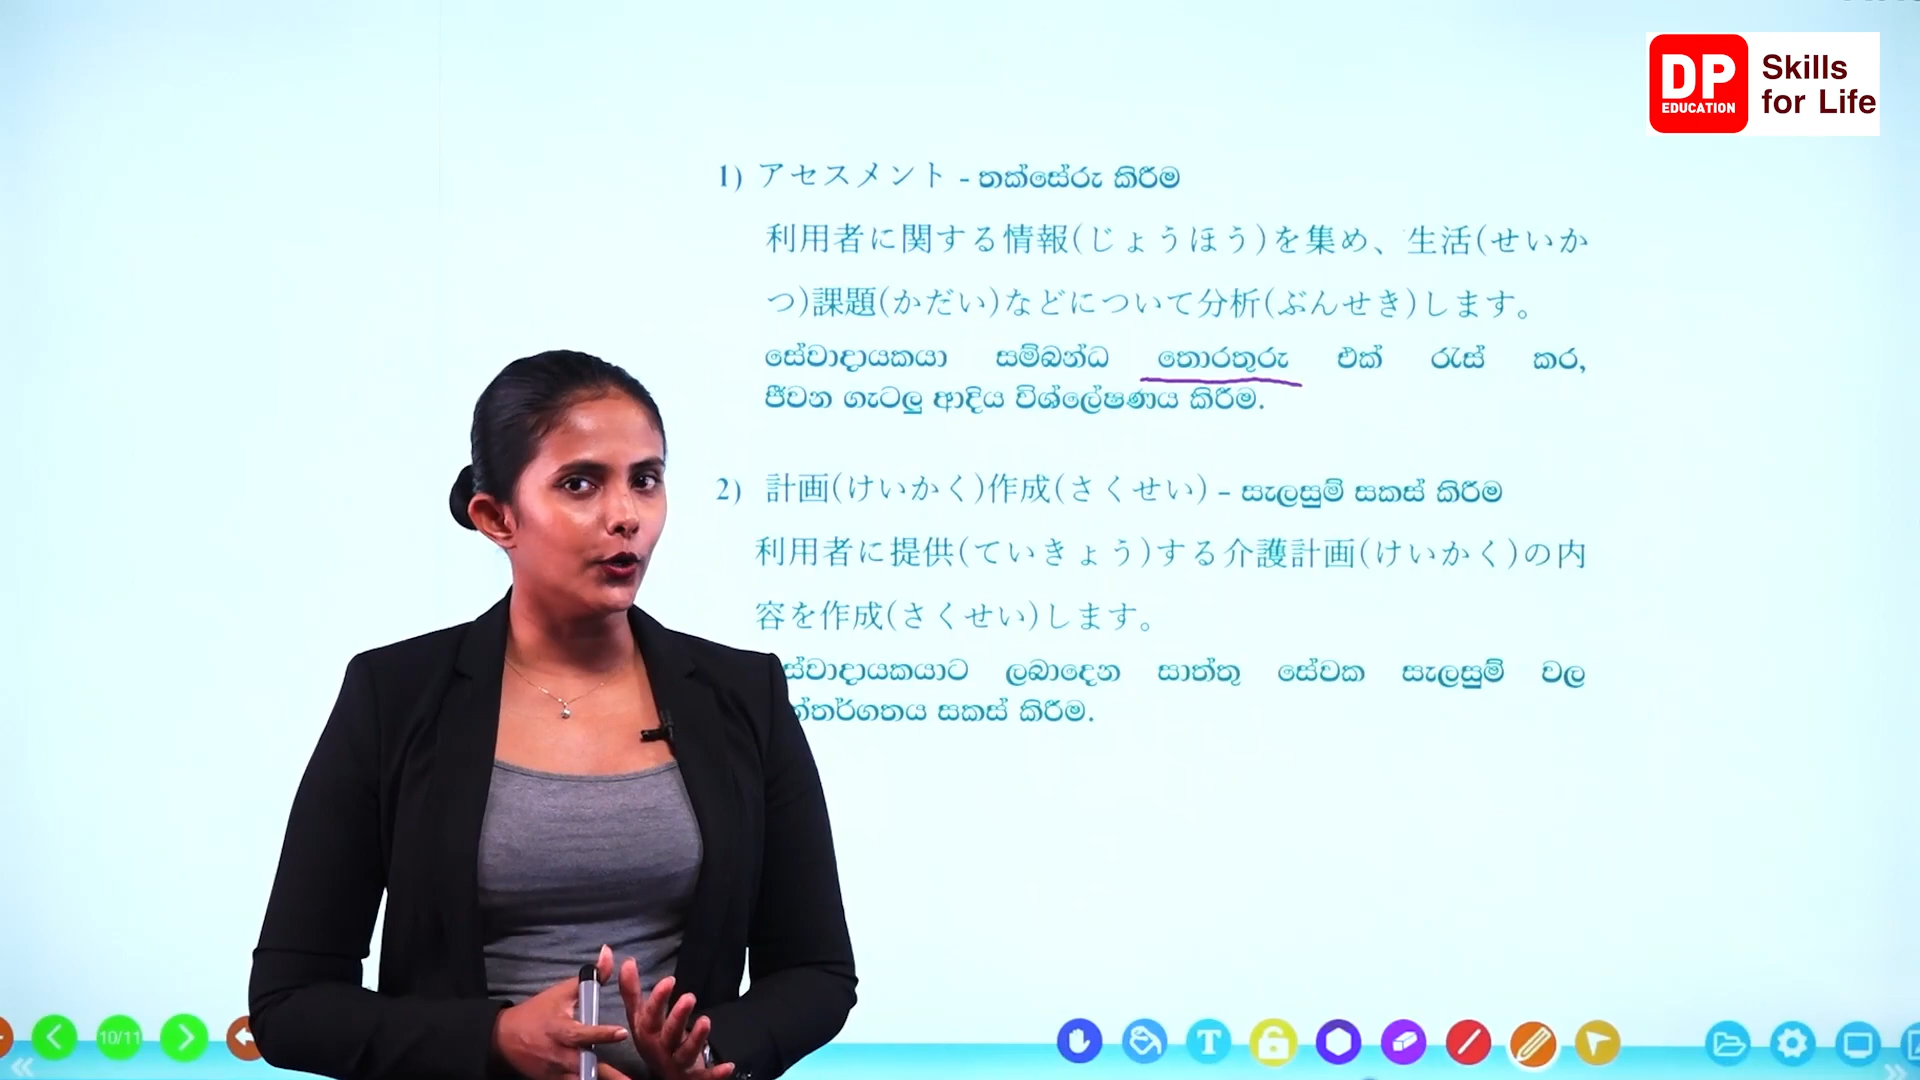 DP
EDUCATION
Skills
for Life
1) アセスメント - තක්සේරු කිරීම
利用者に関する情報(じょうほう)を集め、生活(せいか
つ)課題(かだい)などについて分析(ぶんせき)します。
සේවාදායකයා සම්බන්ධ තොරතුරු එක් රැස් කර,
ජීවන ගැටලු ආදිය විශ්ලේෂණය කිරීම.
2) 計画(けいかく)作成(さくせい) – සැලසුම් සකස් කිරීම
利用者に提供(ていきょう)する介護計画(けいかく)の内
容を作成(さくせい)します。
ලබාදෙන සාත්තු සේවක සැලසුම් වල
සකස් කිරීම.
10/11
T